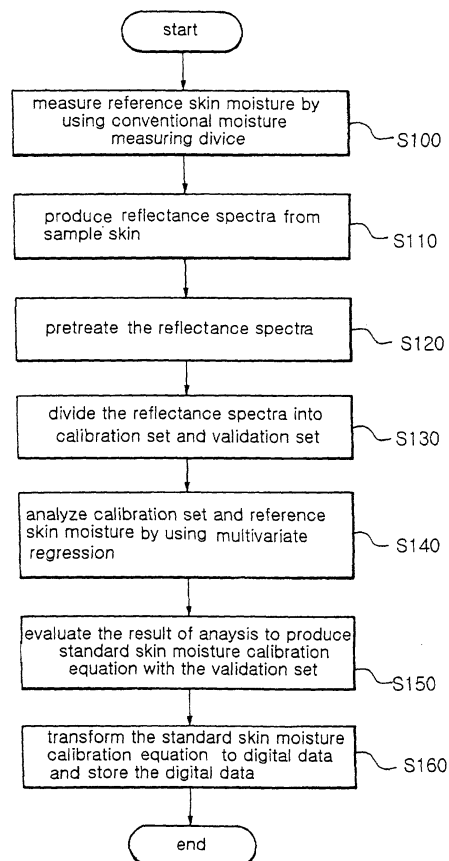 start
measure reference skin moisture by
using conventional moisture
measuring divice
S100
produce reflectance spectra from
sample skin
S110
pretreate the reflectance spectra
S120
divide the reflectance spectra into
calibration set and validation set
S130
analyze calibration set and reference
skin moisture by using multivariate
regression
S140
evaluate the result of anaysis to produce
standard skin moisture calibration
equation with the validation set
S150
transform the standard skin moisture
calibration equation to digital data
and store the digital data
S160
end